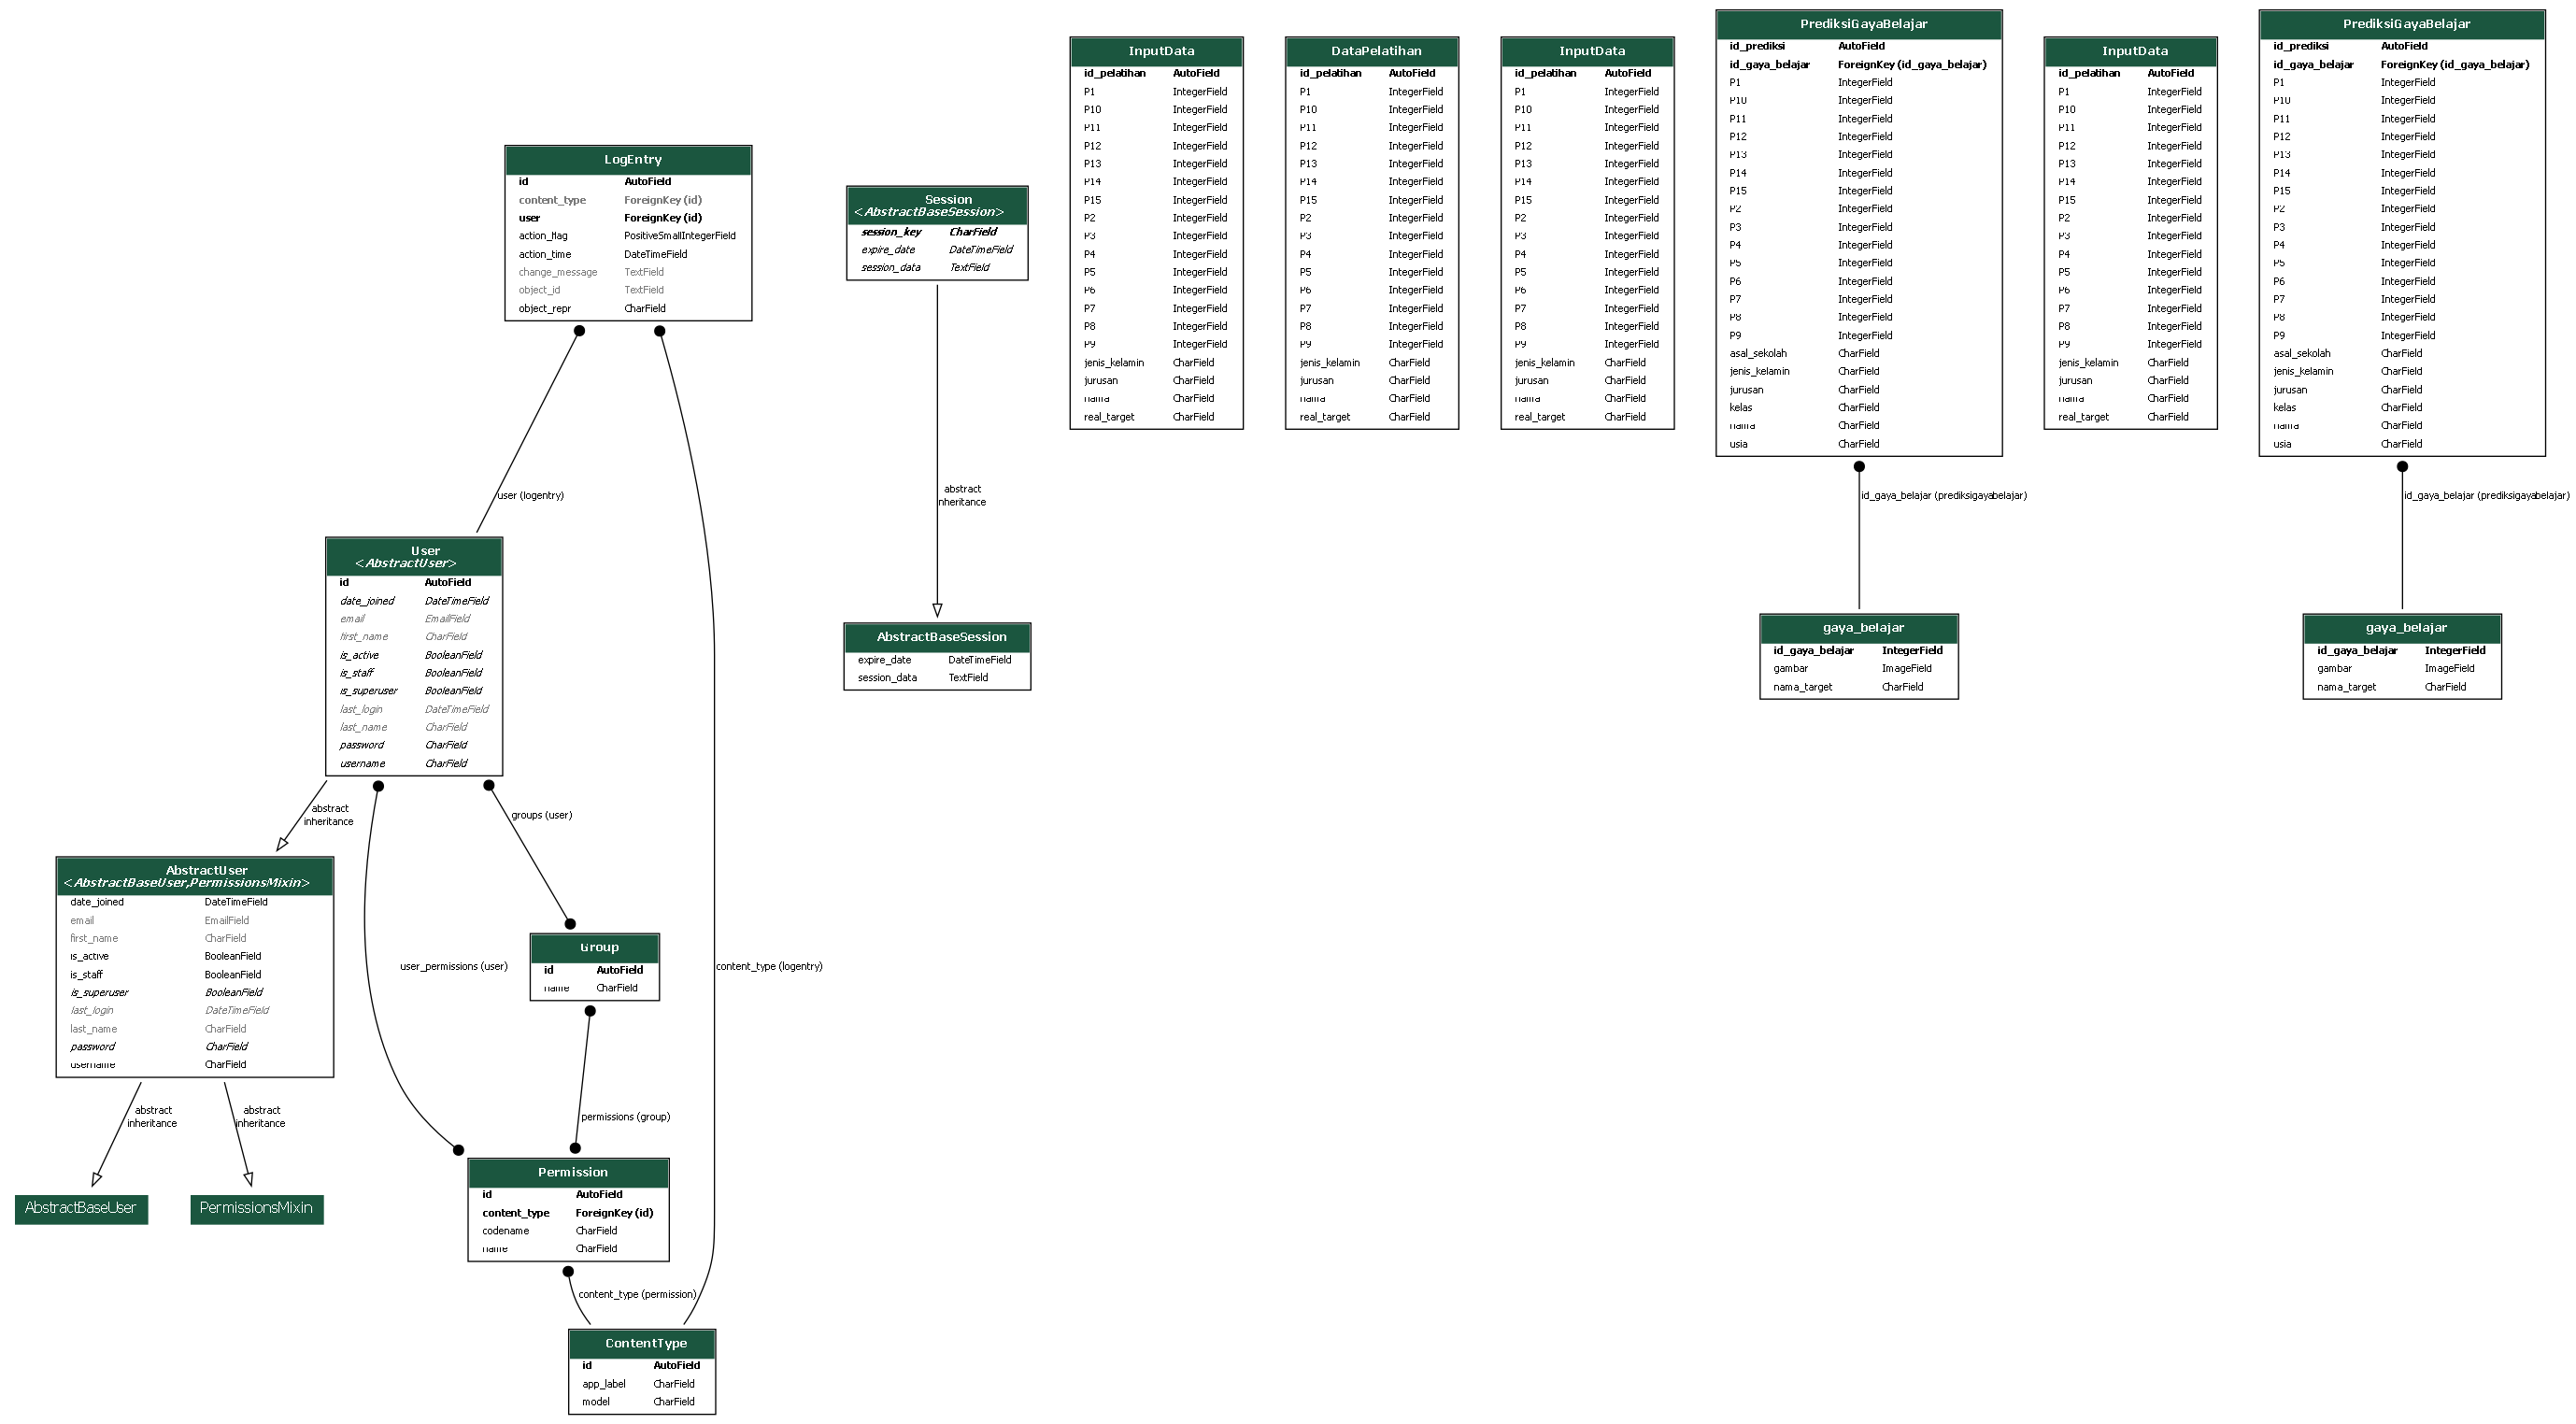 LogEntry
id AutoField
content_type ForeignKey (id)
user ForeignKey (id)
action_flag PositiveSmallIntegerField
action_time DateTimeField
change_message TextField
object_id TextField
object_repr CharField
user (logentry)
User
<AbstractUser>
id AutoField
date_joined DateTimeField
email EmailField
first_name CharField
is_active BooleanField
is_staff BooleanField
is_superuser BooleanField
last_login DateTimeField
last_name CharField
password CharField
username CharField
abstract
inheritance
groups (user)
AbstractUser
<AbstractBaseUser,PermissionsMixin>
date_joined DateTimeField
email EmailField
first_name CharField
is_active BooleanField
is_staff BooleanField
is_superuser BooleanField
last_login DateTimeField
last_name CharField
password CharField
username CharField
user_permissions (user)
Group
id AutoField
name CharField
content_type (logentry)
abstract
inheritance
abstract
inheritance
permissions (group)
AbstractBaseUser
PermissionsMixin
Permission
id AutoField
content_type ForeignKey (id)
codename CharField
name CharField
content_type (permission)
ContentType
id AutoField
app_label CharField
model CharField
Session
<AbstractBaseSession>
session_key CharField
expire_date DateTimeField
session_data TextField
abstract
inheritance
AbstractBaseSession
expire_date DateTimeField
session_data TextField
InputData
id_pelatihan AutoField
P1 IntegerField
P10 IntegerField
P11 IntegerField
P12 IntegerField
P13 IntegerField
P14 IntegerField
P15 IntegerField
P2 IntegerField
P3 IntegerField
P4 IntegerField
P5 IntegerField
P6 IntegerField
P7 IntegerField
P8 IntegerField
P9 IntegerField
jenis_kelamin CharField
jurusan CharField
nama CharField
real_target CharField
DataPelatihan
id_pelatihan AutoField
P1 IntegerField
P10 IntegerField
P11 IntegerField
P12 IntegerField
P13 IntegerField
P14 IntegerField
P15 IntegerField
P2 IntegerField
P3 IntegerField
P4 IntegerField
P5 IntegerField
P6 IntegerField
P7 IntegerField
P8 IntegerField
P9 IntegerField
jenis_kelamin CharField
jurusan CharField
nama CharField
real_target CharField
InputData
id_pelatihan AutoField
P1 IntegerField
P10 IntegerField
P11 IntegerField
P12 IntegerField
P13 IntegerField
P14 IntegerField
P15 IntegerField
P2 IntegerField
P3 IntegerField
P4 IntegerField
P5 IntegerField
P6 IntegerField
P7 IntegerField
P8 IntegerField
P9 IntegerField
jenis_kelamin CharField
jurusan CharField
nama CharField
real_target CharField
PrediksiGayaBelajar
id_prediksi AutoField
id_gaya_belajar ForeignKey (id_gaya_belajar)
P1 IntegerField
P10 IntegerField
P11 IntegerField
P12 IntegerField
P13 IntegerField
P14 IntegerField
P15 IntegerField
P2 IntegerField
P3 IntegerField
P4 IntegerField
P5 IntegerField
P6 IntegerField
P7 IntegerField
P8 IntegerField
P9 IntegerField
asal_sekolah CharField
jenis_kelamin CharField
jurusan CharField
kelas CharField
nama CharField
usia CharField
id_gaya_belajar (prediksigayabelajar)
gaya_belajar
id_gaya_belajar IntegerField
gambar ImageField
nama_target CharField
InputData
id_pelatihan AutoField
P1 IntegerField
P10 IntegerField
P11 IntegerField
P12 IntegerField
P13 IntegerField
P14 IntegerField
P15 IntegerField
P2 IntegerField
P3 IntegerField
P4 IntegerField
P5 IntegerField
P6 IntegerField
P7 IntegerField
P8 IntegerField
P9 IntegerField
jenis_kelamin CharField
jurusan CharField
nama CharField
real_target CharField
PrediksiGayaBelajar
id_prediksi AutoField
id_gaya_belajar ForeignKey (id_gaya_belajar)
P1 IntegerField
P10 IntegerField
P11 IntegerField
P12 IntegerField
P13 IntegerField
P14 IntegerField
P15 IntegerField
P2 IntegerField
P3 IntegerField
P4 IntegerField
P5 IntegerField
P6 IntegerField
P7 IntegerField
P8 IntegerField
P9 IntegerField
asal_sekolah CharField
jenis_kelamin CharField
jurusan CharField
kelas CharField
nama CharField
usia CharField
id_gaya_belajar (prediksigayabelajar)
gaya_belajar
id_gaya_belajar IntegerField
gambar ImageField
nama_target CharField